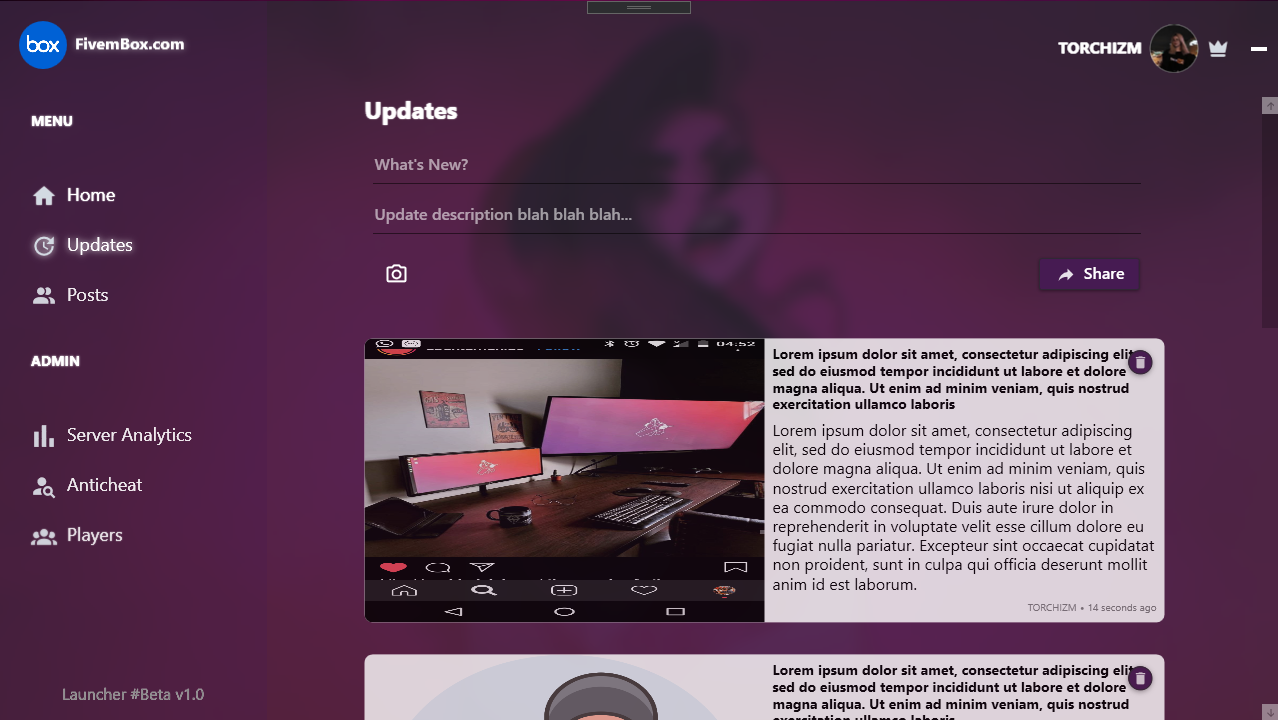 box FivemBox.com
TORCHIZM
MENU
Home
Updates
Posts
ADMIN
Server Analytics
Anticheat
Players
Launcher #Beta v1.0
Updates
What's New?
Update description blah blah blah...
Share
04:52
Lorem ipsum dolor sit amet, consectetur adipiscing elit,
sed do eiusmod tempor incididunt ut labore et dolore
magna aliqua. Ut enim ad minim veniam, quis nostrud
exercitation ullamco laboris
Lorem ipsum dolor sit amet, consectetur adipiscing
elit, sed do eiusmod tempor incididunt ut labore et
dolore magna aliqua. Ut enim ad minim veniam, quis
nostrud exercitation ullamco laboris nisi ut aliquip ex
ea commodo consequat. Duis aute irure dolor in
reprehenderit in voluptate velit esse cillum dolore eu
fugiat nulla pariatur. Excepteur sint occaecat cupidatat
non proident, sunt in culpa qui officia deserunt mollit
anim id est laborum.
TORCHIZM • 14 seconds ago
Lorem ipsum dolor sit amet, consectetur adipiscing elit,
sed do eiusmod tempor incididunt ut labore et dolore
magna aliqua. Ut enim ad minim veniam, quis nostrud
exercitation ullamco laboris